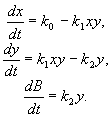 dx/dt = k₀ − k₁xy,
dy/dt = k₁xy − k₂y,
dB/dt = k₂y.